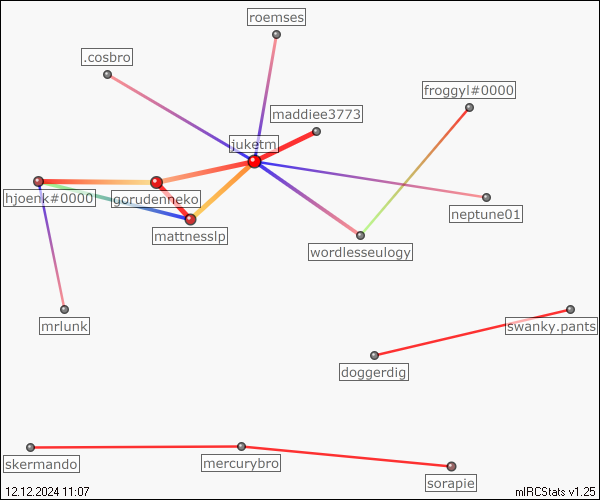 roemses
.cosbro
froggyl#0000
maddiee3773
juketm
hjoenk#0000
gorudenneko
neptune01
mattnesslp
wordlesseulogy
mrlunk
swanky.pants
doggerdig
skermando
mercurybro
sorapie
12.12.2024 11:07
mIRCStats v1.25